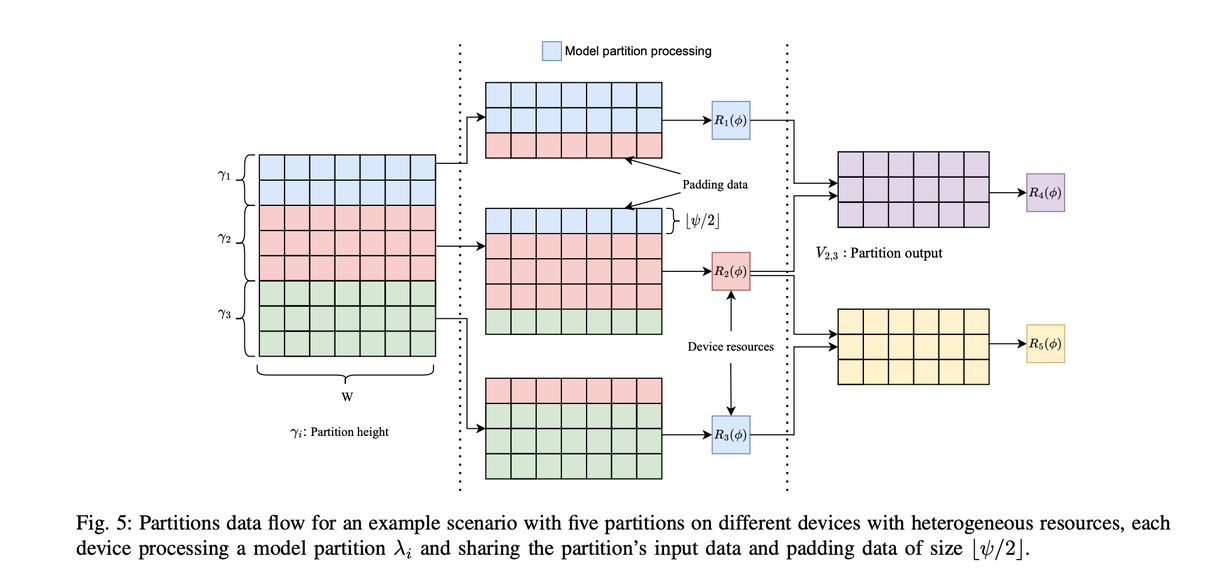 Model partition processing
R₁(ϕ)
γ₁
Padding data
R₄(ϕ)
⌊ψ/2⌋
γ₂
V₂,₃ : Partition output
R₂(ϕ)
γ₃
Device resources
R₅(ϕ)
W
γᵢ: Partition height
R₃(ϕ)
Fig. 5: Partitions data flow for an example scenario with five partitions on different devices with heterogeneous resources, each
device processing a model partition λᵢ and sharing the partition’s input data and padding data of size ⌊ψ/2⌋.